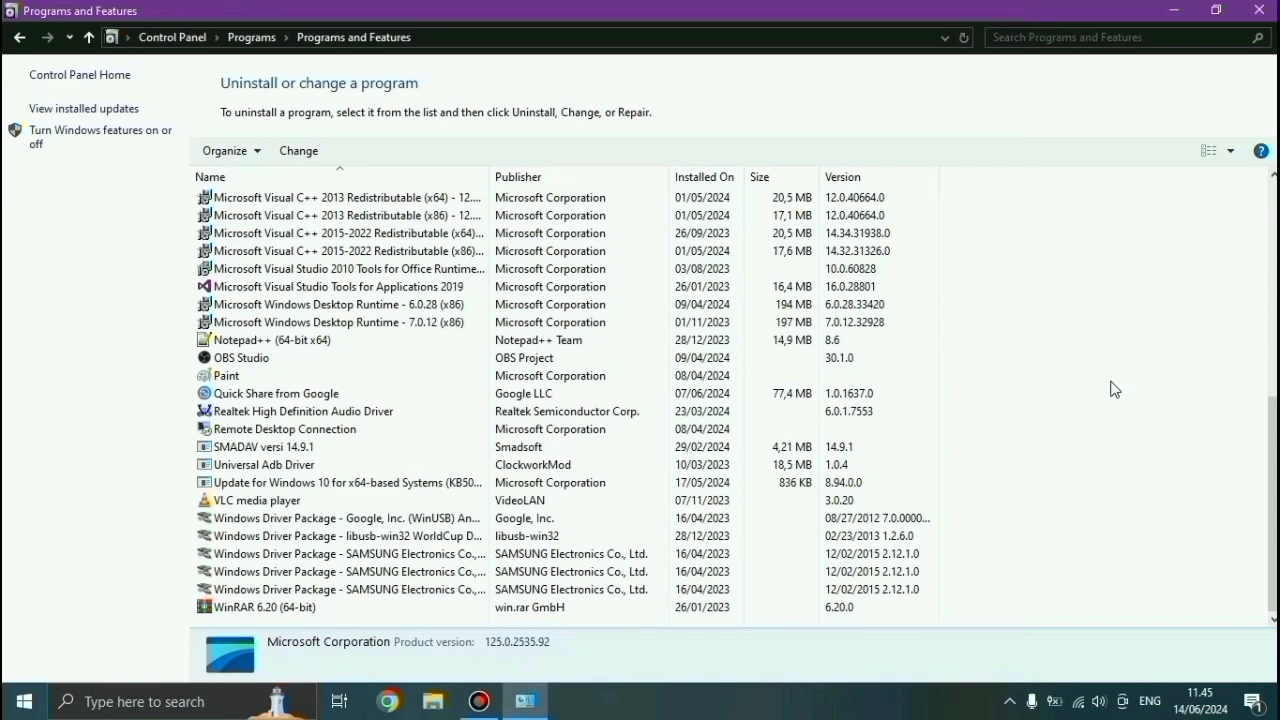 Programs and Features
Control Panel Programs Programs and Features Search Programs and Features
Control Panel Home
View installed updates
Turn Windows features on or
off
Uninstall or change a program
To uninstall a program, select it from the list and then click Uninstall, Change, or Repair.
Organize Change
Name Publisher Installed On Size Version
Microsoft Visual C++ 2013 Redistributable (x64) - 12.... Microsoft Corporation 01/05/2024 20,5 MB 12.0.40664.0
Microsoft Visual C++ 2013 Redistributable (x86) - 12.... Microsoft Corporation 01/05/2024 17,1 MB 12.0.40664.0
Microsoft Visual C++ 2015-2022 Redistributable (x64)... Microsoft Corporation 26/09/2023 20,5 MB 14.34.31938.0
Microsoft Visual C++ 2015-2022 Redistributable (x86)... Microsoft Corporation 01/05/2024 17,6 MB 14.32.31326.0
Microsoft Visual Studio 2010 Tools for Office Runtime... Microsoft Corporation 03/08/2023 10.0.60828
Microsoft Visual Studio Tools for Applications 2019 Microsoft Corporation 26/01/2023 16,4 MB 16.0.28801
Microsoft Windows Desktop Runtime - 6.0.28 (x86) Microsoft Corporation 09/04/2024 194 MB 6.0.28.33420
Microsoft Windows Desktop Runtime - 7.0.12 (x86) Microsoft Corporation 01/11/2023 197 MB 7.0.12.32928
Notepad++ (64-bit x64) Notepad++ Team 28/12/2023 14,9 MB 8.6
OBS Studio OBS Project 09/04/2024 30.1.0
Paint Microsoft Corporation 08/04/2024
Quick Share from Google Google LLC 07/06/2024 77,4 MB 1.0.1637.0
Realtek High Definition Audio Driver Realtek Semiconductor Corp. 23/03/2024 6.0.1.7553
Remote Desktop Connection Microsoft Corporation 08/04/2024
SMADAV versi 14.9.1 Smadsoft 29/02/2024 4,21 MB 14.9.1
Universal Adb Driver ClockworkMod 10/03/2023 18,5 MB 1.0.4
Update for Windows 10 for x64-based Systems (KB50... Microsoft Corporation 17/05/2024 836 KB 8.94.0.0
VLC media player VideoLAN 07/11/2023 3.0.20
Windows Driver Package - Google, Inc. (WinUSB) An... Google, Inc. 16/04/2023 08/27/2012 7.0.0000...
Windows Driver Package - libusb-win32 WorldCup D... libusb-win32 28/12/2023 02/23/2013 1.2.6.0
Windows Driver Package - SAMSUNG Electronics Co.,... SAMSUNG Electronics Co., Ltd. 16/04/2023 12/02/2015 2.12.1.0
Windows Driver Package - SAMSUNG Electronics Co.,... SAMSUNG Electronics Co., Ltd. 16/04/2023 12/02/2015 2.12.1.0
Windows Driver Package - SAMSUNG Electronics Co.,... SAMSUNG Electronics Co., Ltd. 16/04/2023 12/02/2015 2.12.1.0
WinRAR 6.20 (64-bit) win.rar GmbH 26/01/2023 6.20.0
Microsoft Corporation Product version: 125.0.2535.92
Type here to search ENG 11.45
14/06/2024 1